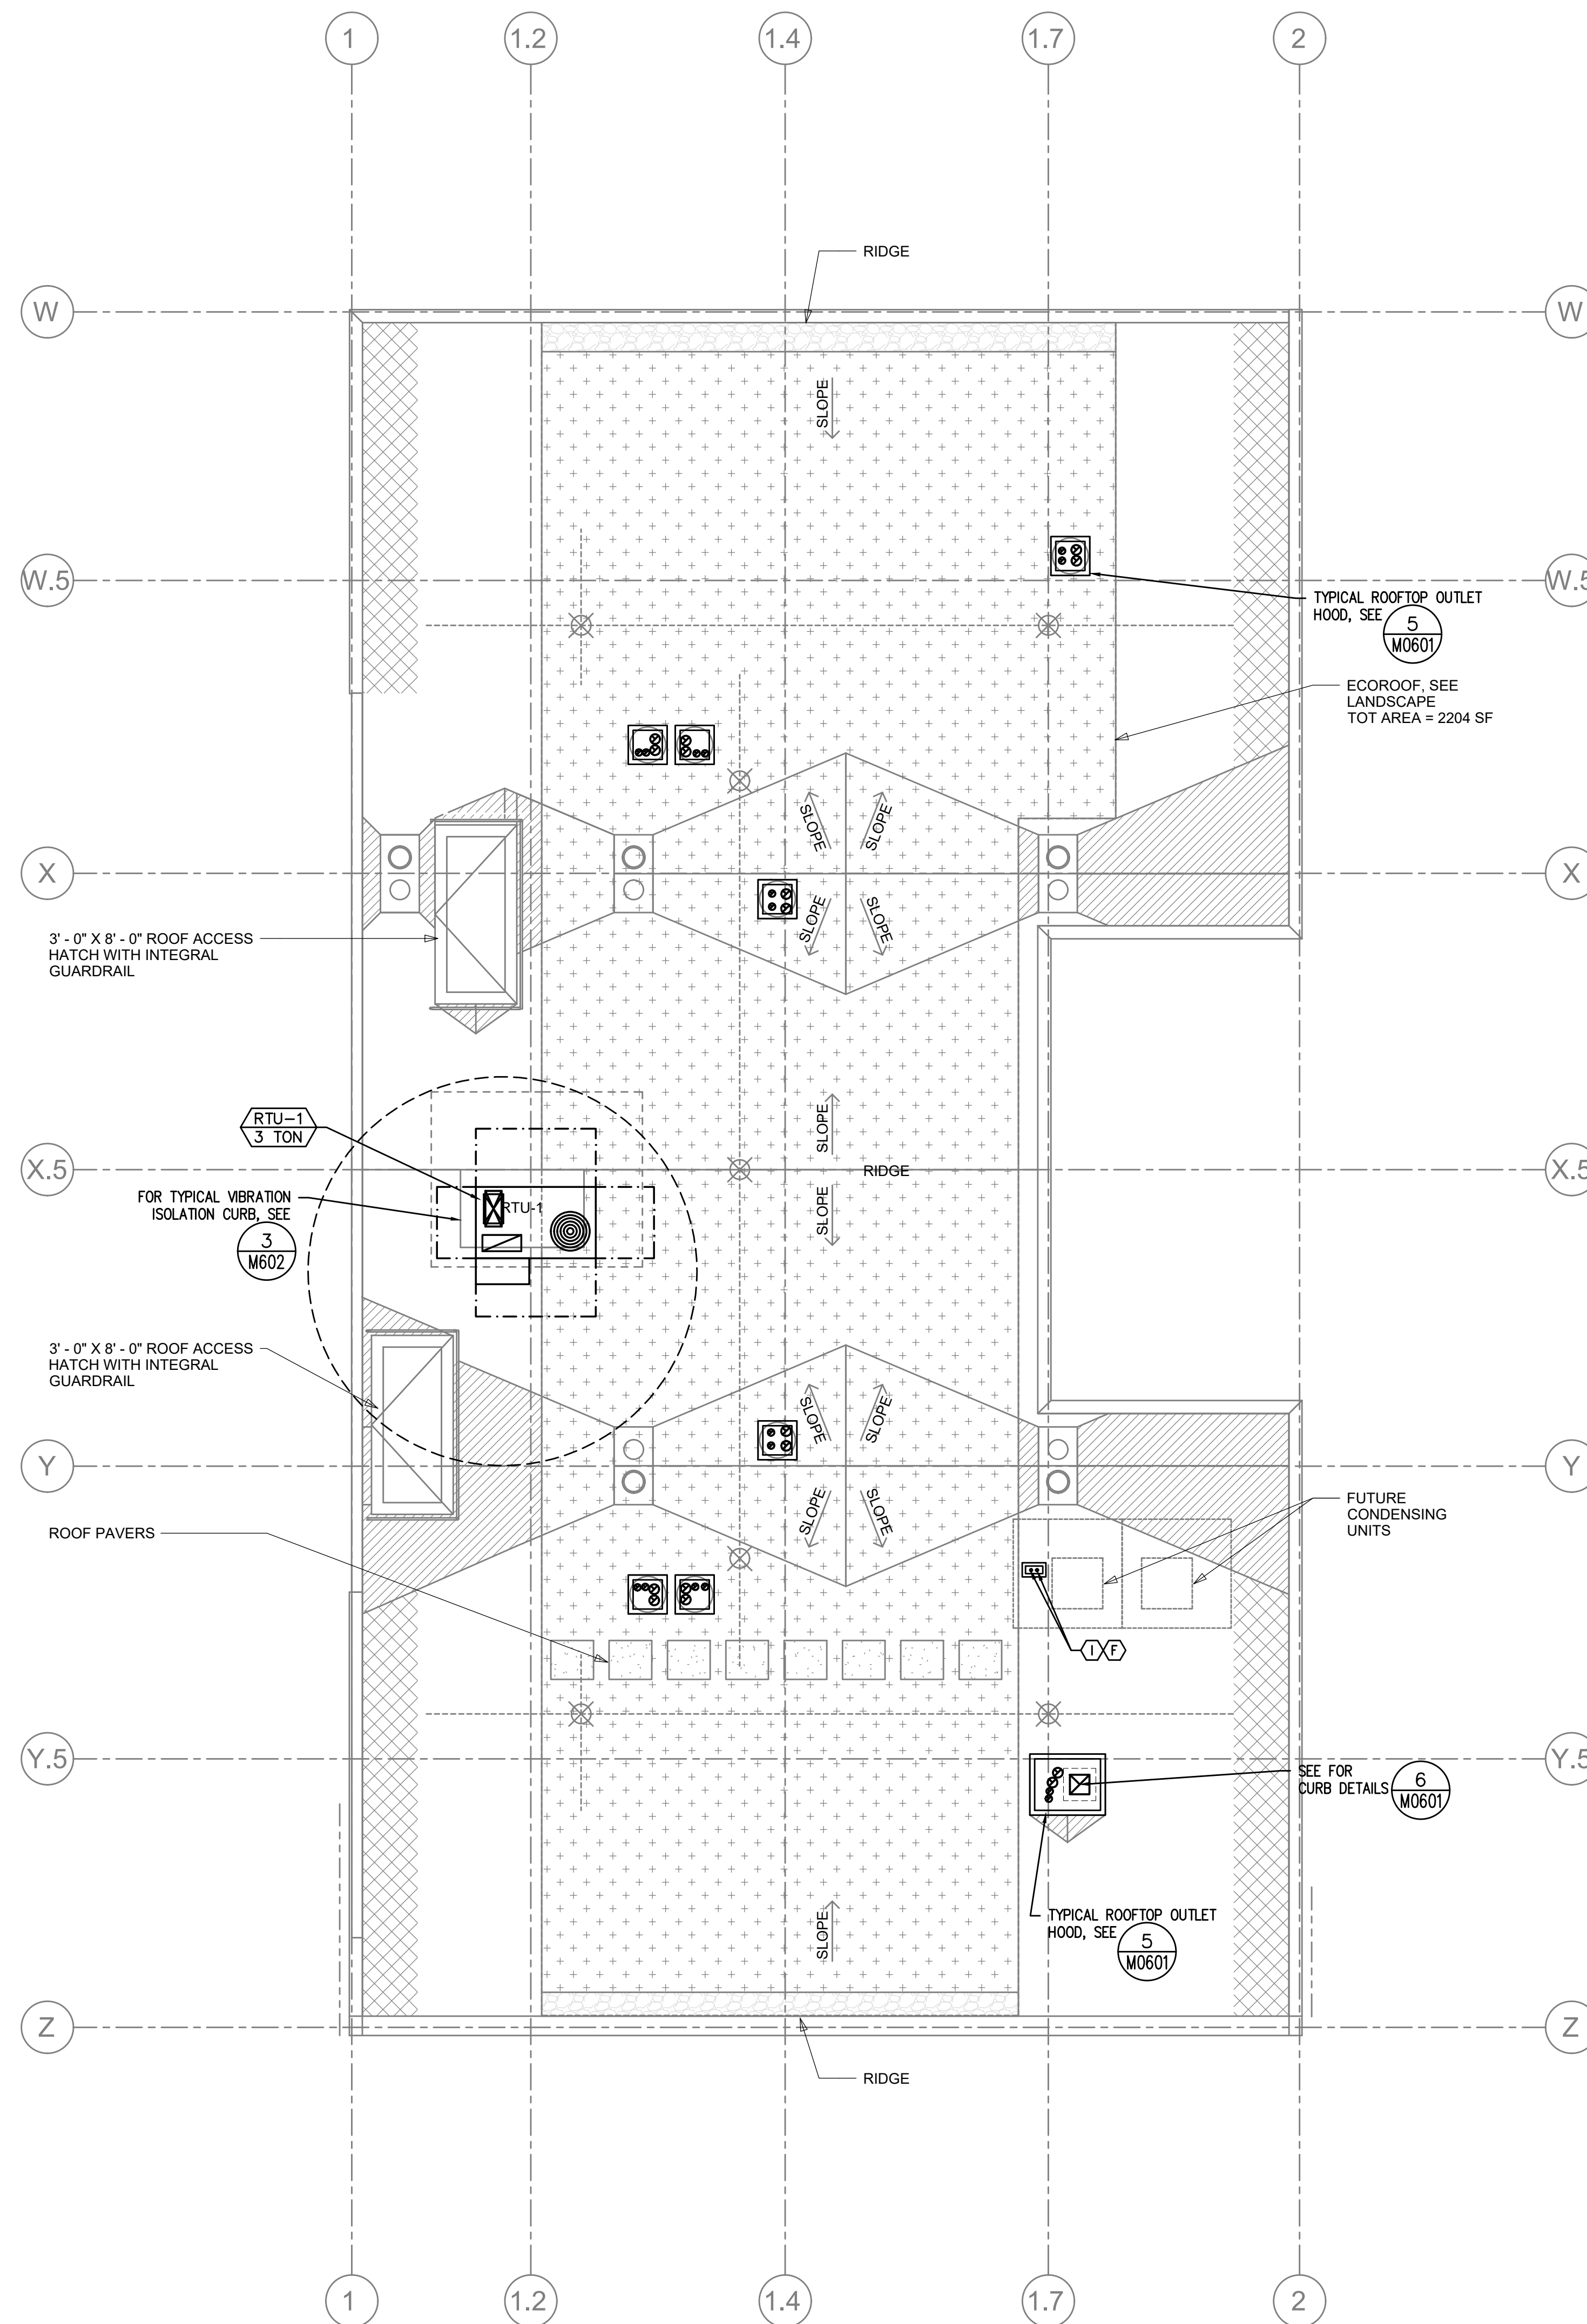 1
1.2
1.4
1.7
2
RIDGE
W
W
SLOPE
W.5
W.5
TYPICAL ROOFTOP OUTLET
HOOD, SEE
5
M0601
ECOROOF, SEE
LANDSCAPE
TOT AREA = 2204 SF
SLOPE
SLOPE
X
X
SLOPE
SLOPE
3' - 0" X 8' - 0" ROOF ACCESS
HATCH WITH INTEGRAL
GUARDRAIL
RTU-1
3 TON
SLOPE
X.5
RIDGE
X.5
FOR TYPICAL VIBRATION
ISOLATION CURB, SEE
3
M602
RTU-1
SLOPE
3' - 0" X 8' - 0" ROOF ACCESS
HATCH WITH INTEGRAL
GUARDRAIL
SLOPE
SLOPE
Y
Y
SLOPE
SLOPE
FUTURE
CONDENSING
UNITS
ROOF PAVERS
I
F
Y.5
Y.5
SEE FOR
CURB DETAILS
6
M0601
TYPICAL ROOFTOP OUTLET
HOOD, SEE
5
M0601
SLOPE
Z
Z
RIDGE
1
1.2
1.4
1.7
2